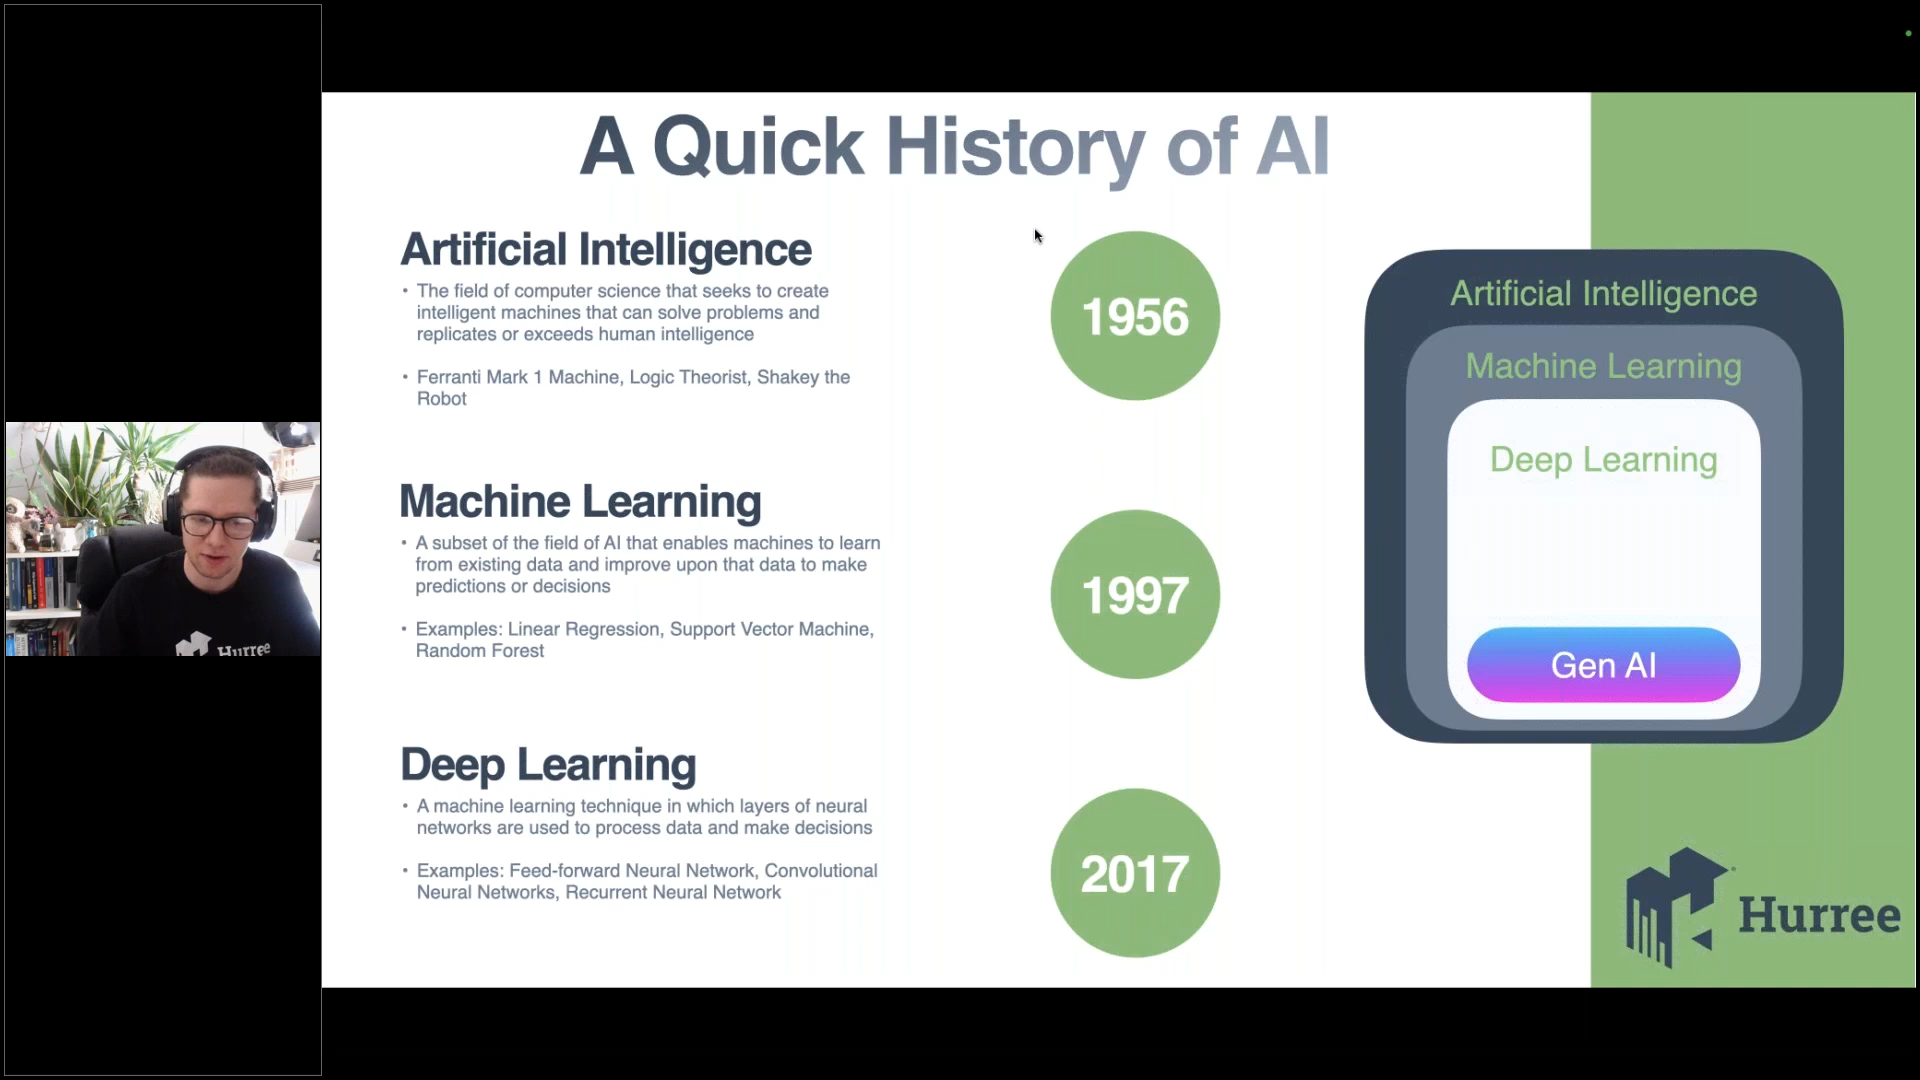 A Quick History of AI
Artificial Intelligence
• The field of computer science that seeks to create
intelligent machines that can solve problems and
replicates or exceeds human intelligence
• Ferranti Mark 1 Machine, Logic Theorist, Shakey the
Robot
1956
Machine Learning
• A subset of the field of AI that enables machines to learn
from existing data and improve upon that data to make
predictions or decisions
• Examples: Linear Regression, Support Vector Machine,
Random Forest
1997
Deep Learning
• A machine learning technique in which layers of neural
networks are used to process data and make decisions
• Examples: Feed-forward Neural Network, Convolutional
Neural Networks, Recurrent Neural Network
2017
Artificial Intelligence
Machine Learning
Deep Learning
Gen AI
Hurree
Hurree